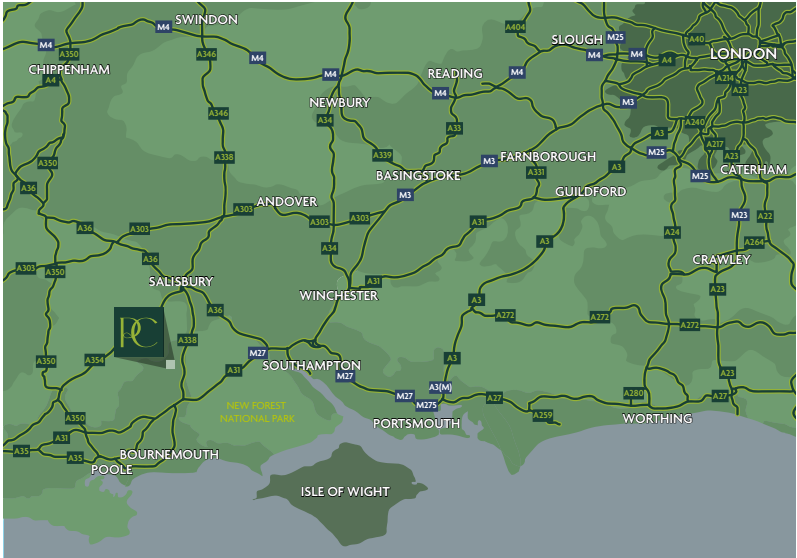 SWINDON
A404
SLOUGH
M25
A40
M4
M4
A350
A346
M4
M4
M4
A4
LONDON
CHIPPENHAM
A4
M4
READING
M4
M4
A214
A23
NEWBURY
M3
A346
A34
A33
A240
A3
A217
A350
A338
A339
M3
FARNBOROUGH
M25
A23
A36
BASINGSTOKE
A331
A3
M25
CATERHAM
M3
GUILDFORD
A303
ANDOVER
A36
A303
A303
A303
A31
M23
A22
A24
A34
A3
A264
A303
A350
A36
CRAWLEY
SALISBURY
A31
WINCHESTER
A23
A3
PC
A36
A272
A272
A272
A338
A350
A354
M27
A3
SOUTHAMPTON
A31
M27
A23
A3(M)
M27
M275
A27
A280
A27
NEW FOREST
NATIONAL PARK
A350
A259
PORTSMOUTH
WORTHING
A31
A35
A35
BOURNEMOUTH
POOLE
ISLE OF WIGHT